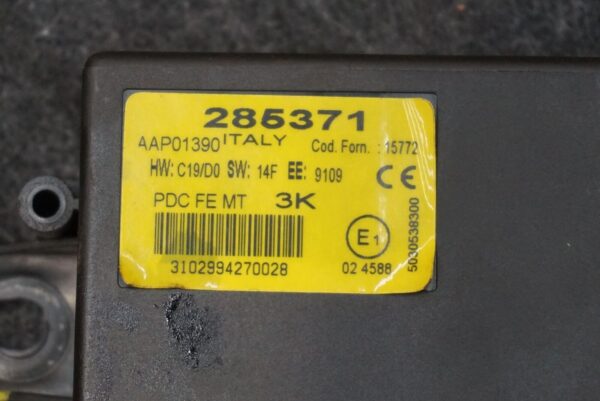 285371
AAP01390 ITALY Cod. Forn. : 15772
HW: C19/D0 SW: 14F EE: 9109 CE
PDC FE MT 3K
E1
3102994270028
02 4588
5030538300